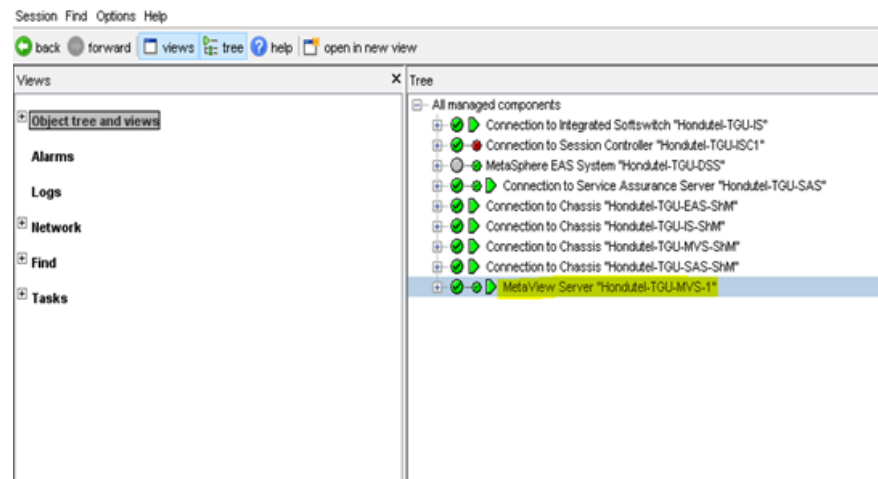 Session Find Options Help
back forward views tree help open in new view
Views X Tree
Object tree and views
Alarms
Logs
Network
Find
Tasks
All managed components
Connection to Integrated Softswitch "Hondutel-TGU-IS"
Connection to Session Controller "Hondutel-TGU-ISC1"
MetaSphere EAS System "Hondutel-TGU-DSS"
Connection to Service Assurance Server "Hondutel-TGU-SAS"
Connection to Chassis "Hondutel-TGU-EAS-ShM"
Connection to Chassis "Hondutel-TGU-IS-ShM"
Connection to Chassis "Hondutel-TGU-MVS-ShM"
Connection to Chassis "Hondutel-TGU-SAS-ShM"
MetaView Server "Hondutel-TGU-MVS-1"